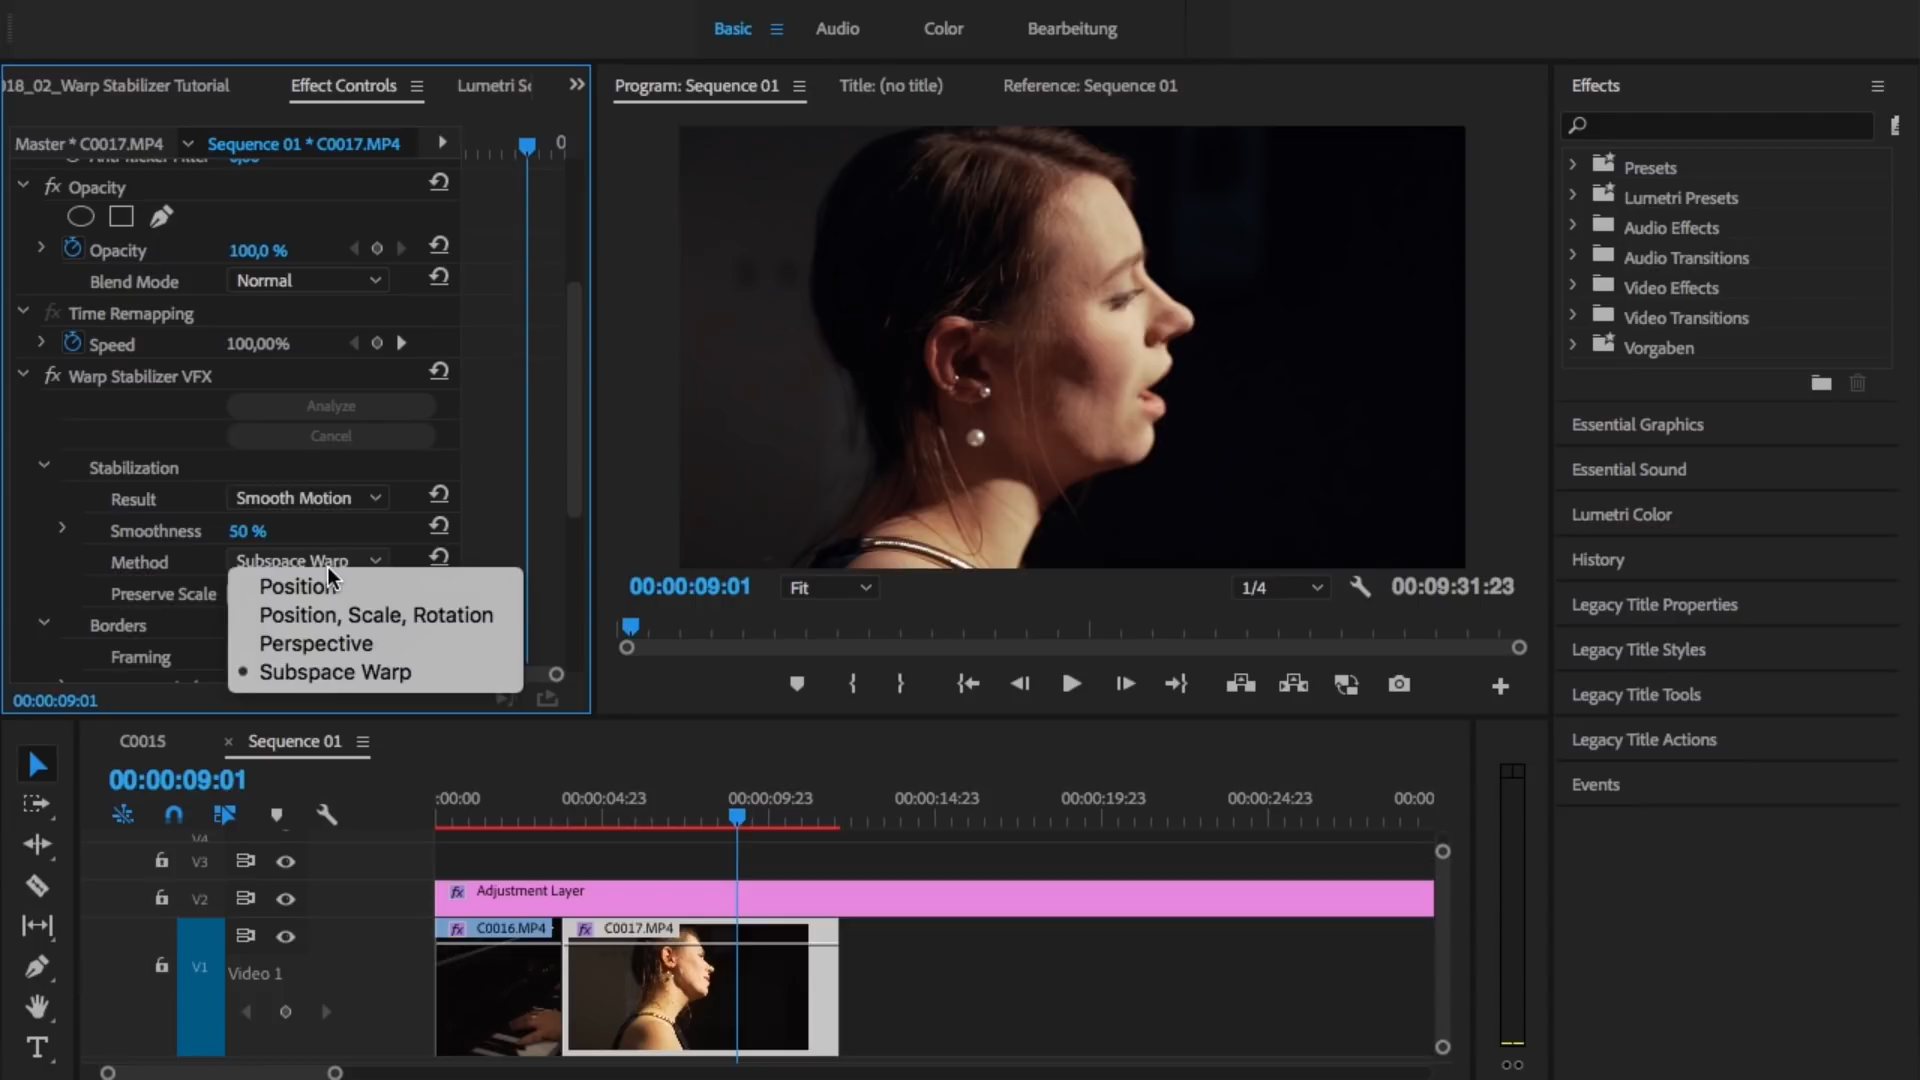 Basic
Audio
Color
Bearbeitung
18_02_Warp Stabilizer Tutorial
Effect Controls
Lumetri Sc
Master * C0017.MP4
Sequence 01 * C0017.MP4
0
fx Opacity
Opacity
100,0 %
Blend Mode
Normal
fx Time Remapping
Speed
100,00%
fx Warp Stabilizer VFX
Analyze
Cancel
Stabilization
Result
Smooth Motion
Smoothness
50 %
Method
Subspace Warp
Preserve Scale
Borders
Framing
Position
Position, Scale, Rotation
Perspective
Subspace Warp
00:00:09:01
Program: Sequence 01
Title: (no title)
Reference: Sequence 01
00:00:09:01
Fit
1/4
00:09:31:23
Effects
Presets
Lumetri Presets
Audio Effects
Audio Transitions
Video Effects
Video Transitions
Vorgaben
Essential Graphics
Essential Sound
Lumetri Color
History
Legacy Title Properties
Legacy Title Styles
Legacy Title Tools
Legacy Title Actions
Events
C0015
× Sequence 01
00:00:09:01
:00:00
00:00:04:23
00:00:09:23
00:00:14:23
00:00:19:23
00:00:24:23
00:00
V4
V3
V2
fx Adjustment Layer
fx C0016.MP4
fx C0017.MP4
V1
Video 1